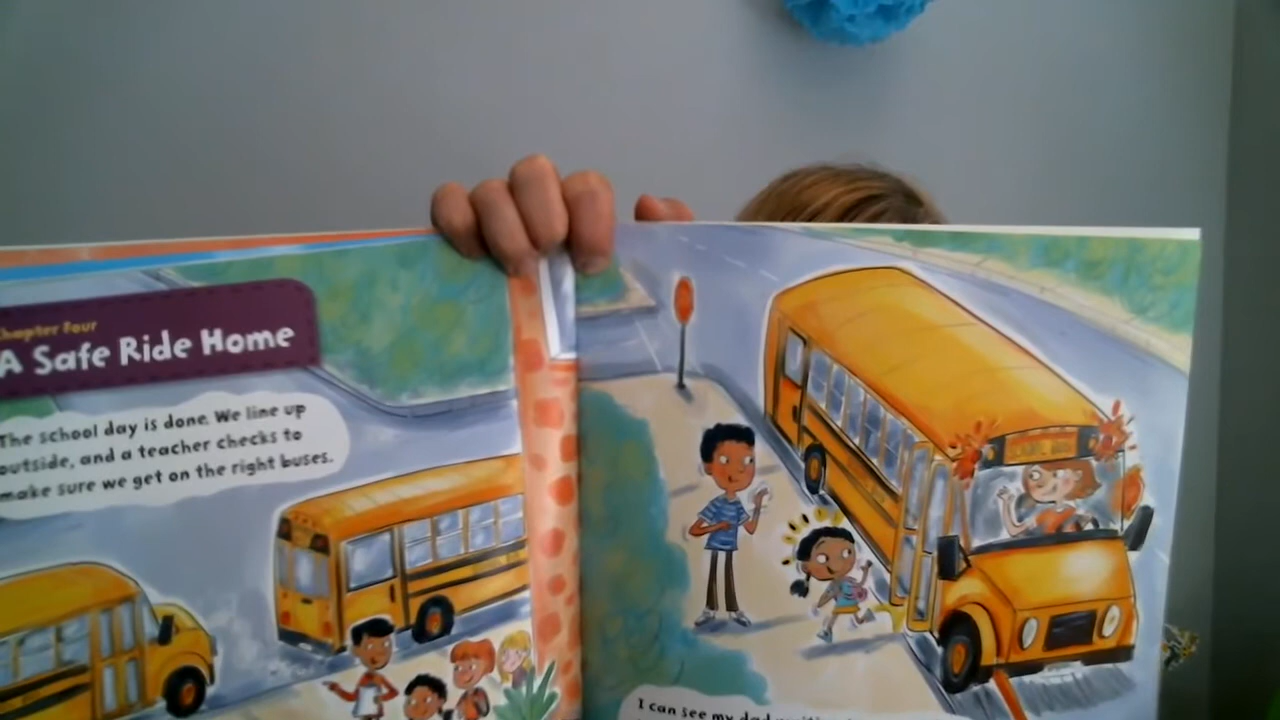 Chapter Four
A Safe Ride Home
The school day is done. We line up
outside, and a teacher checks to
make sure we get on the right buses.
I can see my dad